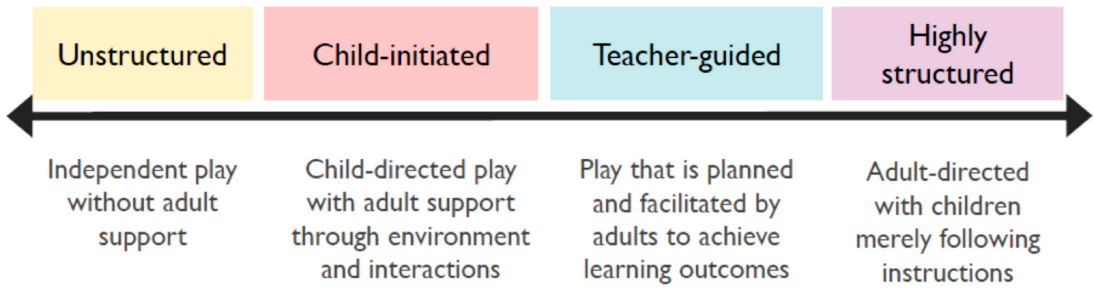 Unstructured
Child-initiated
Teacher-guided
Highly
structured
Independent play
without adult
support
Child-directed play
with adult support
through environment
and interactions
Play that is planned
and facilitated by
adults to achieve
learning outcomes
Adult-directed
with children
merely following
instructions